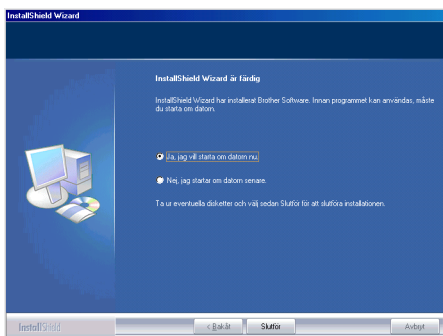 InstallShield Wizard
InstallShield Wizard är färdig
InstallShield Wizard har installerat Brother Software. Innan programmet kan användas, måste
du starta om datorn.
Ja, jag vill starta om datorn nu.
Nej, jag startar om datorn senare.
Ta ur eventuella disketter och välj sedan Slutför för att slutföra installationen.
InstallShield
< Bakåt
Slutför
Avbryt